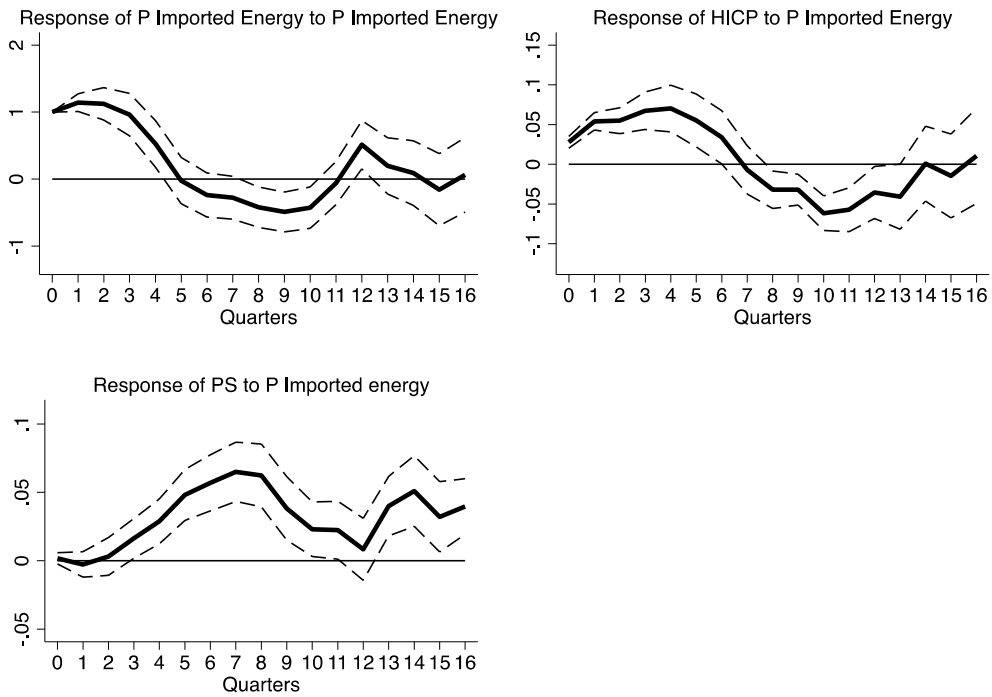 Response of P Imported Energy to P Imported Energy
2
1
0
-1
0 1 2 3 4 5 6 7 8 9 10 11 12 13 14 15 16
Quarters
Response of HICP to P Imported Energy
.15
.1
.05
0
-.05
-.1
0 1 2 3 4 5 6 7 8 9 10 11 12 13 14 15 16
Quarters
Response of PS to P Imported energy
.1
.05
0
-.05
0 1 2 3 4 5 6 7 8 9 10 11 12 13 14 15 16
Quarters